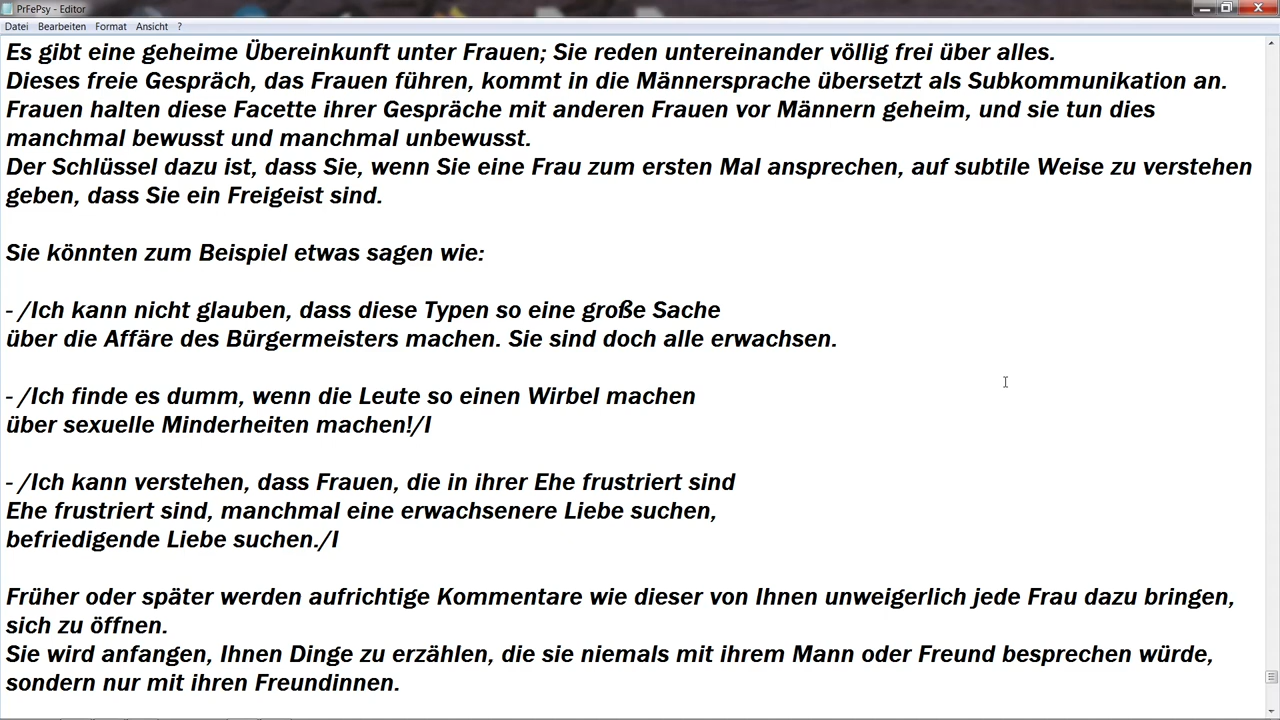 PrFePsy - Editor
Datei Bearbeiten Format Ansicht ?
Es gibt eine geheime Übereinkunft unter Frauen; Sie reden untereinander völlig frei über alles.
Dieses freie Gespräch, das Frauen führen, kommt in die Männersprache übersetzt als Subkommunikation an.
Frauen halten diese Facette ihrer Gespräche mit anderen Frauen vor Männern geheim, und sie tun dies
manchmal bewusst und manchmal unbewusst.
Der Schlüssel dazu ist, dass Sie, wenn Sie eine Frau zum ersten Mal ansprechen, auf subtile Weise zu verstehen
geben, dass Sie ein Freigeist sind.
Sie könnten zum Beispiel etwas sagen wie:
- /Ich kann nicht glauben, dass diese Typen so eine große Sache
über die Affäre des Bürgermeisters machen. Sie sind doch alle erwachsen.
- /Ich finde es dumm, wenn die Leute so einen Wirbel machen
über sexuelle Minderheiten machen!/I
- /Ich kann verstehen, dass Frauen, die in ihrer Ehe frustriert sind
Ehe frustriert sind, manchmal eine erwachsenere Liebe suchen,
befriedigende Liebe suchen./I
Früher oder später werden aufrichtige Kommentare wie dieser von Ihnen unweigerlich jede Frau dazu bringen,
sich zu öffnen.
Sie wird anfangen, Ihnen Dinge zu erzählen, die sie niemals mit ihrem Mann oder Freund besprechen würde,
sondern nur mit ihren Freundinnen.